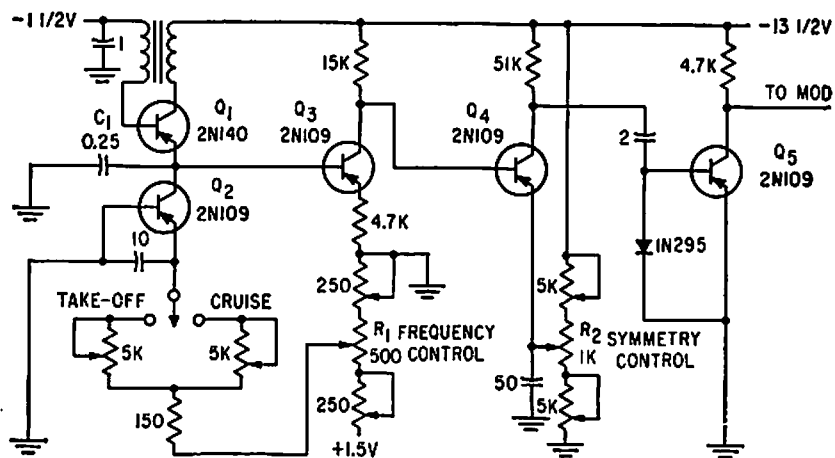 -1 1/2V
-13 1/2V
1
15K
51K
4.7K
TO MOD
Q1
2N140
Q3
2N109
Q4
2N109
C1
0.25
2
Q5
2N109
Q2
2N109
4.7K
1N295
10
TAKE-OFF
CRUISE
250
5K
5K
5K
R1 FREQUENCY
500 CONTROL
R2 SYMMETRY
1K CONTROL
150
250
50
5K
+1.5V